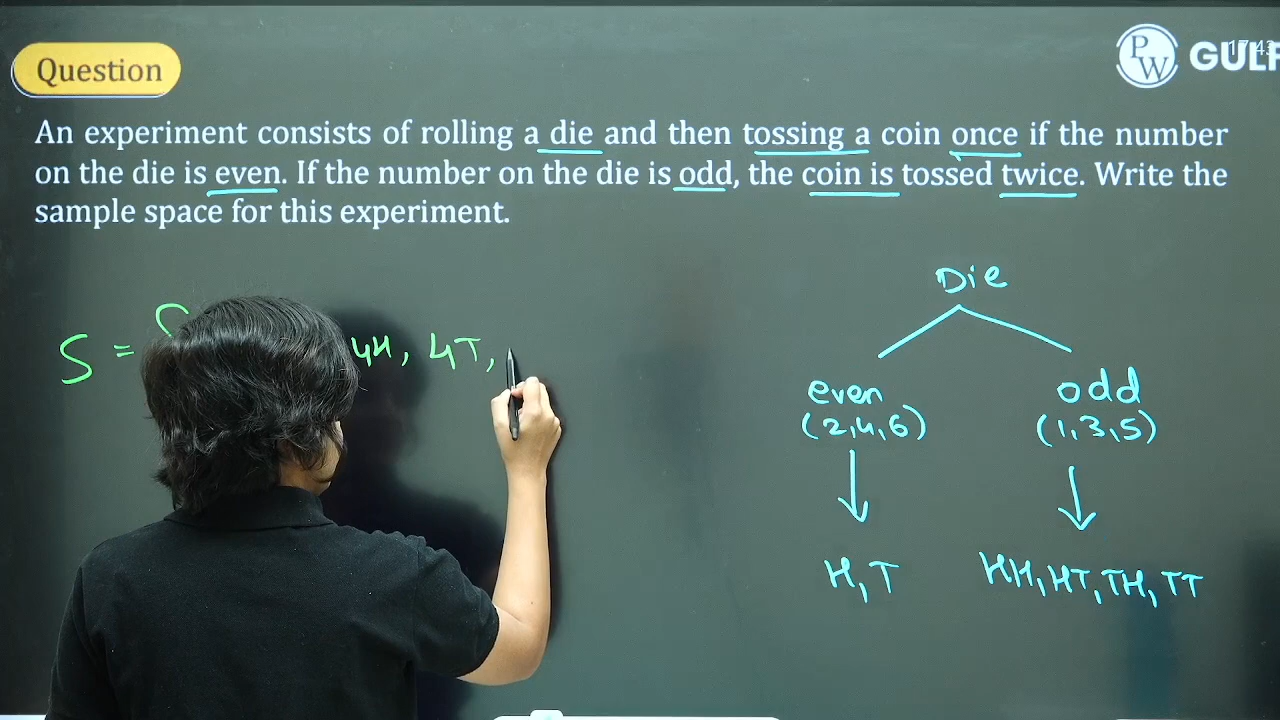 Question
PW GULF
17:43
An experiment consists of rolling a die and then tossing a coin once if the number
on the die is even. If the number on the die is odd, the coin is tossed twice. Write the
sample space for this experiment.
Die
S = { 4H, 4T,
even odd
(2,4,6) (1,3,5)
H, T HH, HT, TH, TT